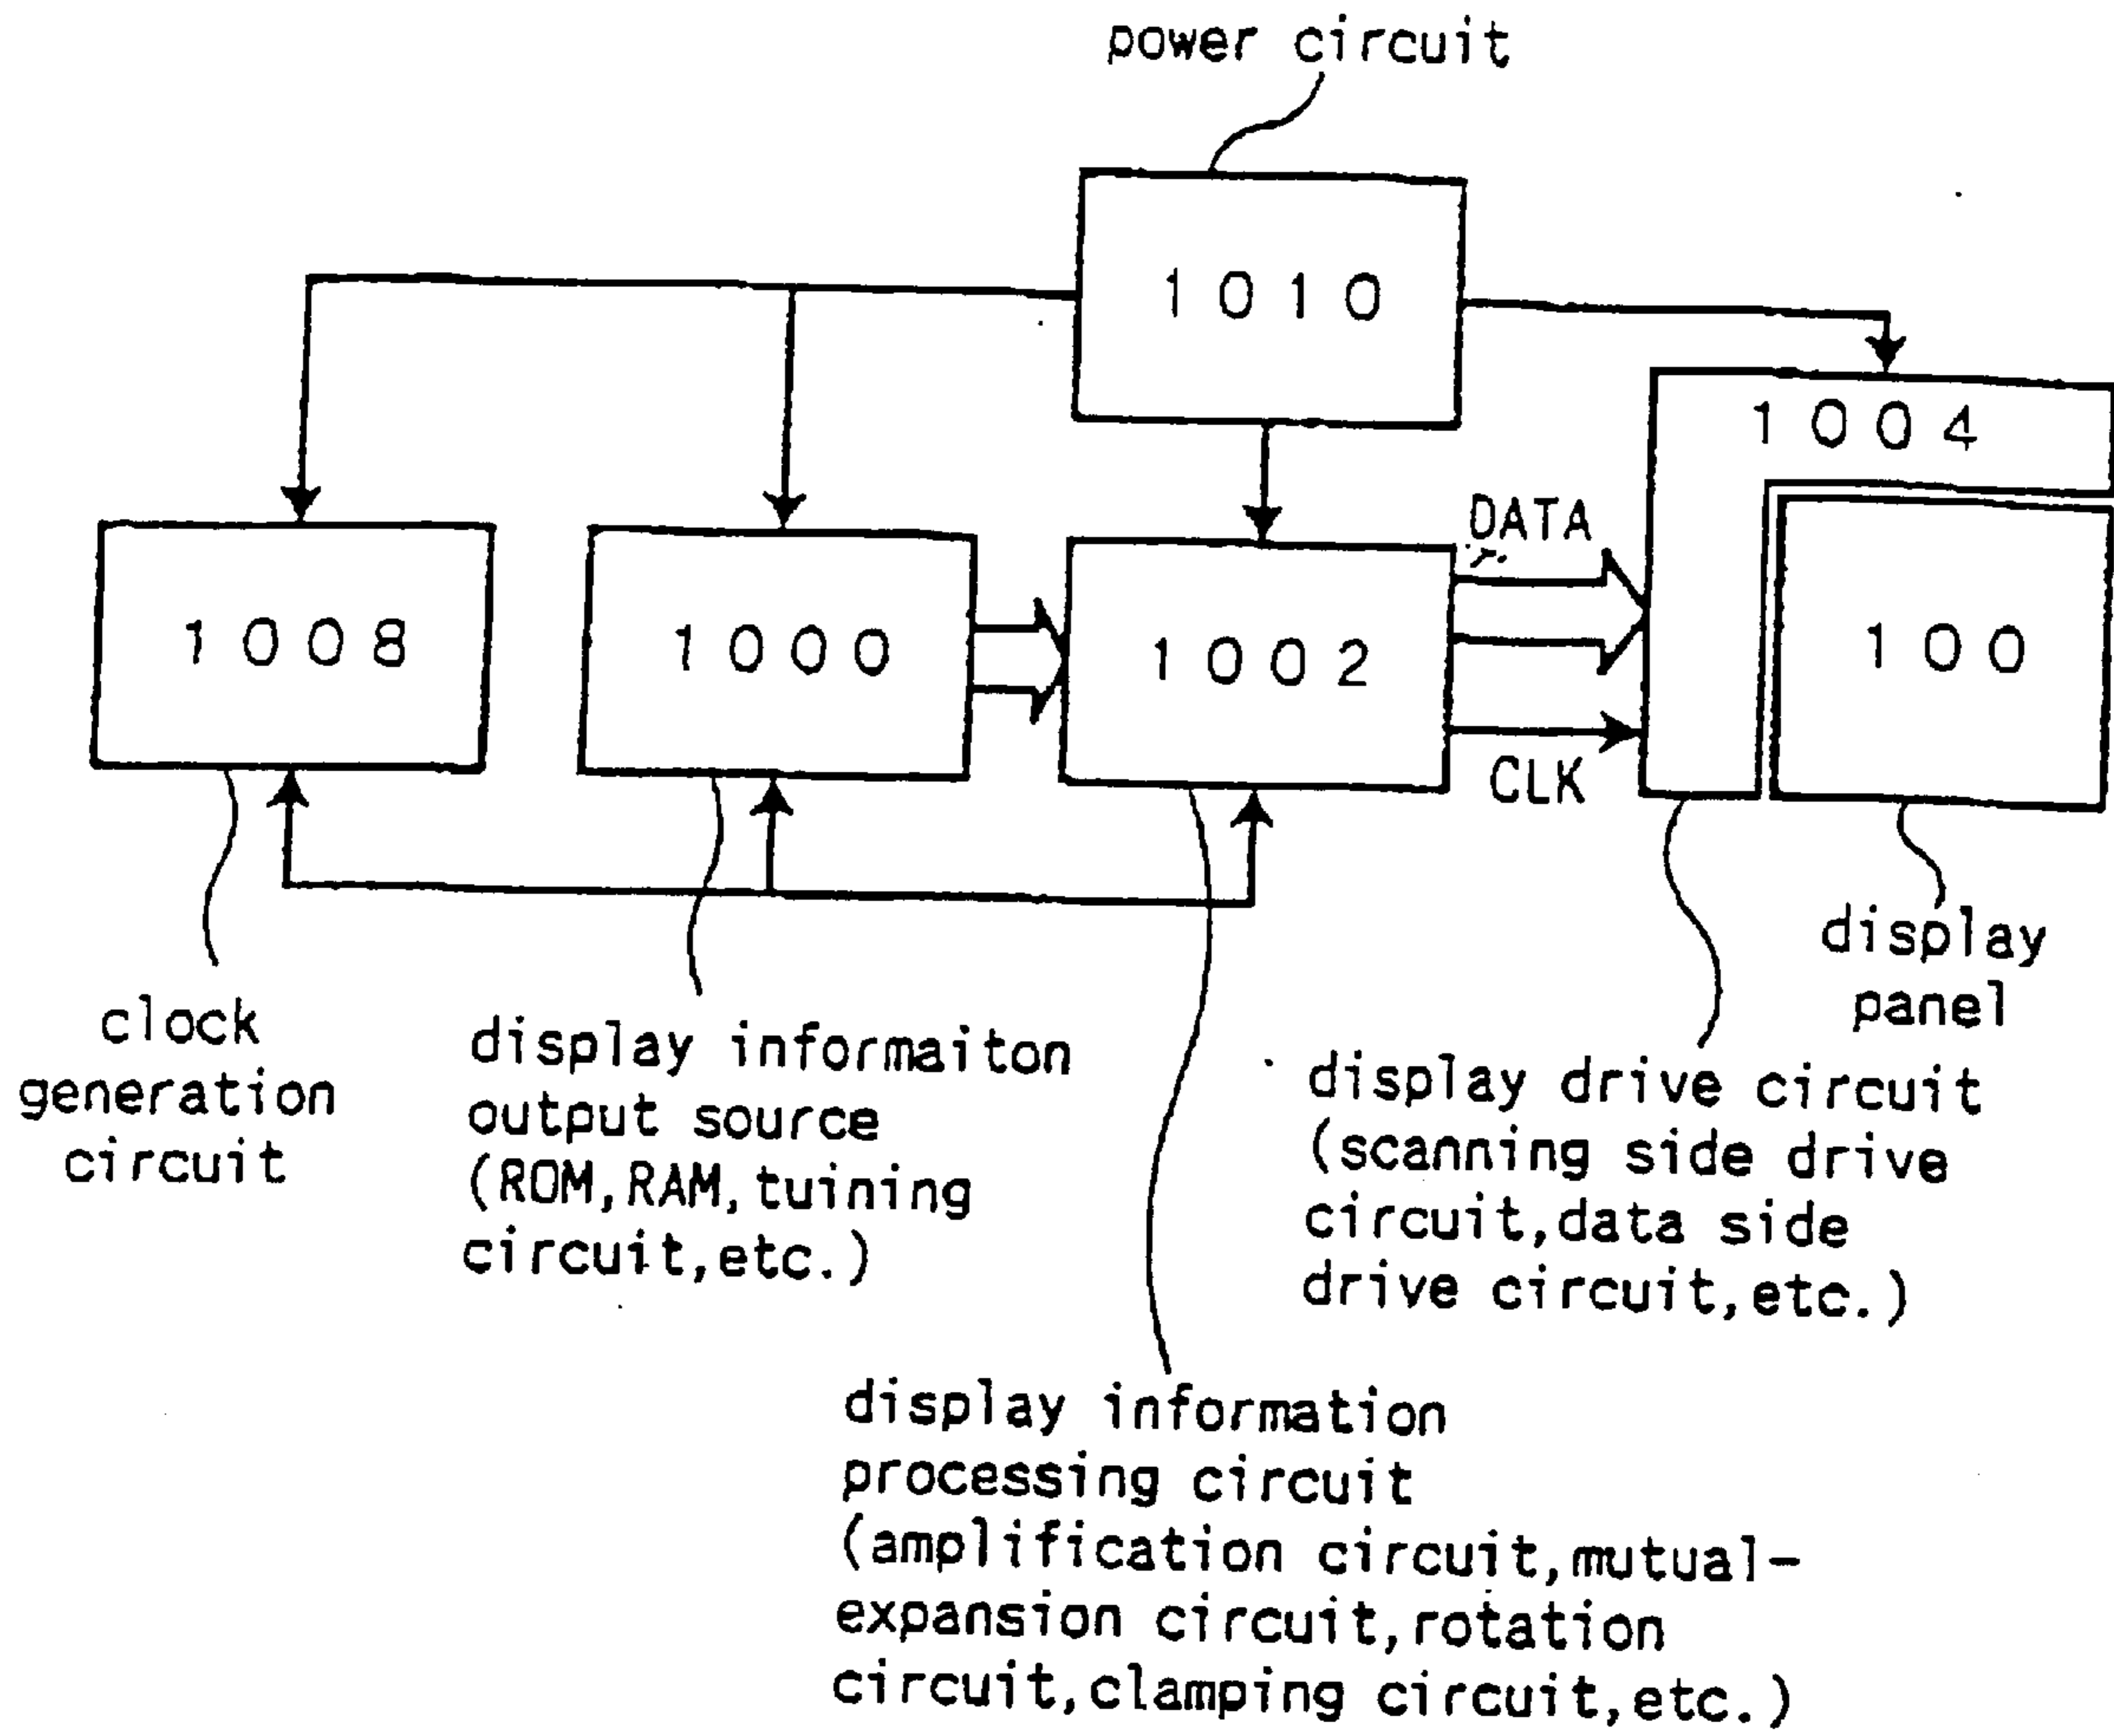 power circuit
1010
1004
DATA
1008
1000
1002
100
CLK
display
panel
clock
generation
circuit
display informaiton
output source
(ROM,RAM,tuining
circuit,etc.)
display drive circuit
(scanning side drive
circuit,data side
drive circuit,etc.)
display information
processing circuit
(amplification circuit,mutual-
expansion circuit,rotation
circuit,clamping circuit,etc.)